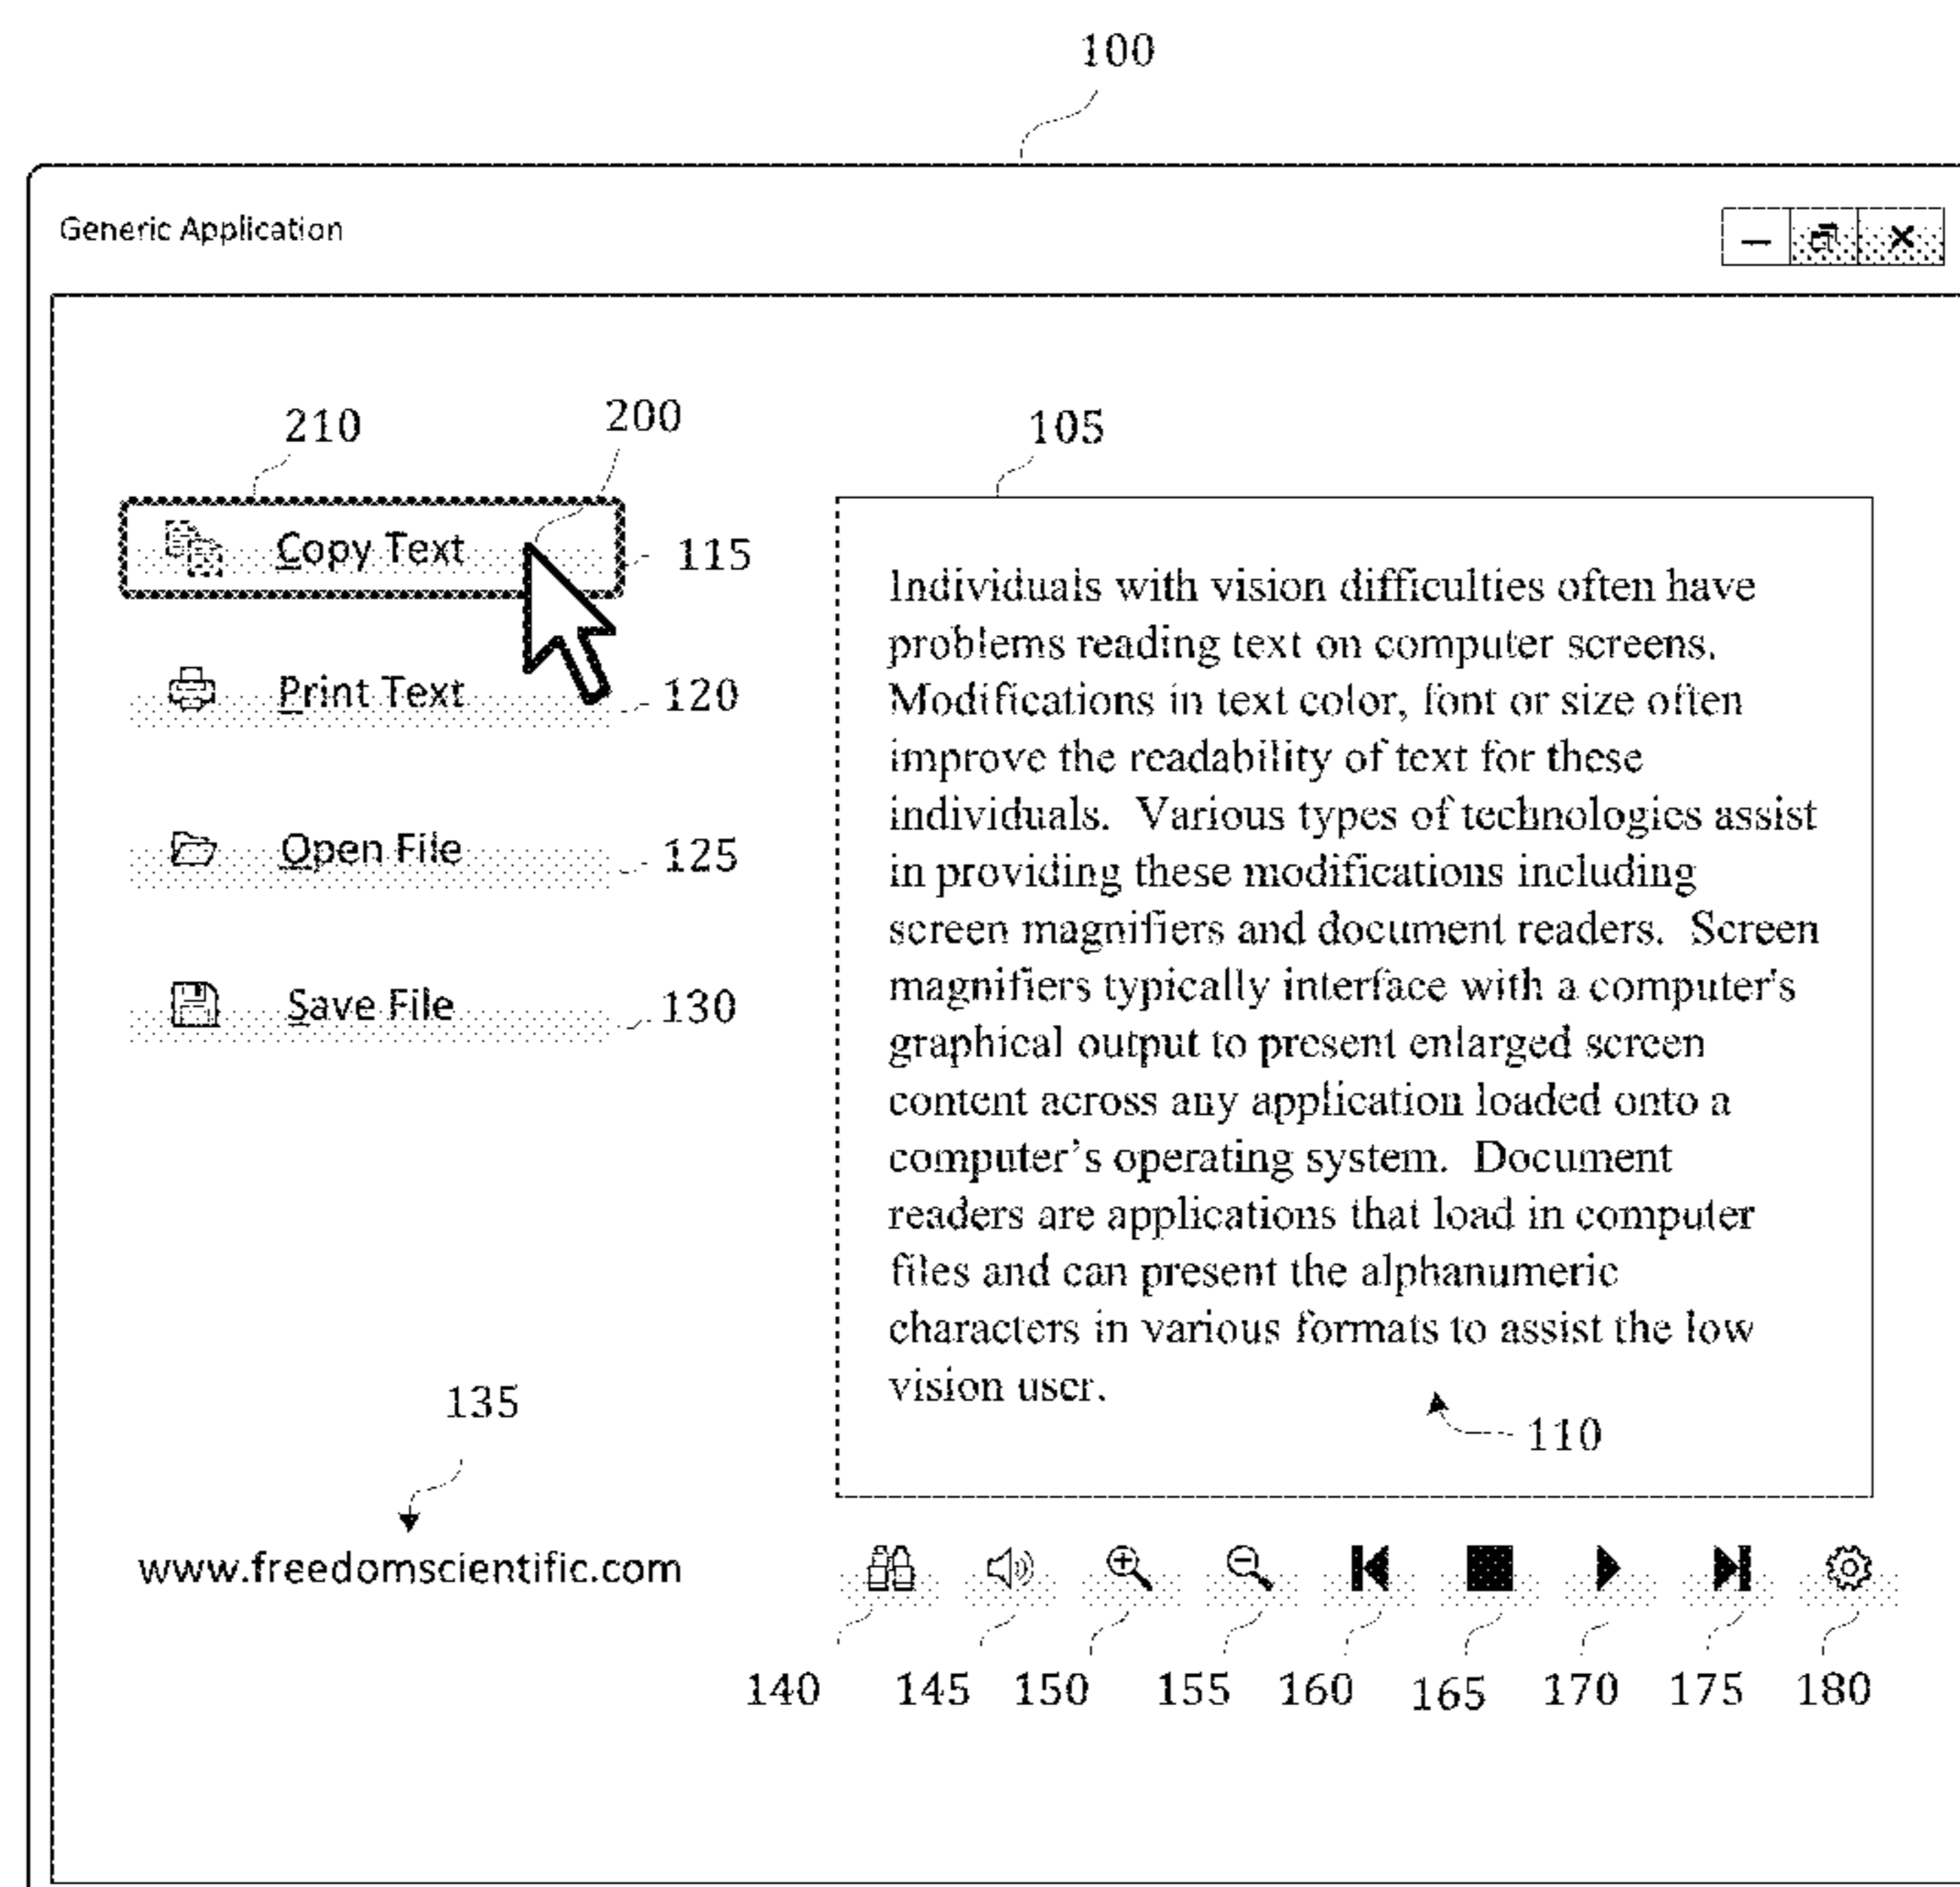 100
Generic Application
210
200
105
Copy Text
115
Print Text
120
Open File
125
Save File
130
Individuals with vision difficulties often have
problems reading text on computer screens.
Modifications in text color, font or size often
improve the readability of text for these
individuals.  Various types of technologies assist
in providing these modifications including
screen magnifiers and document readers.  Screen
magnifiers typically interface with a computer's
graphical output to present enlarged screen
content across any application loaded onto a
computer’s operating system.  Document
readers are applications that load in computer
files and can present the alphanumeric
characters in various formats to assist the low
vision user.
110
135
www.freedomscientific.com
140 145 150 155 160 165 170 175 180